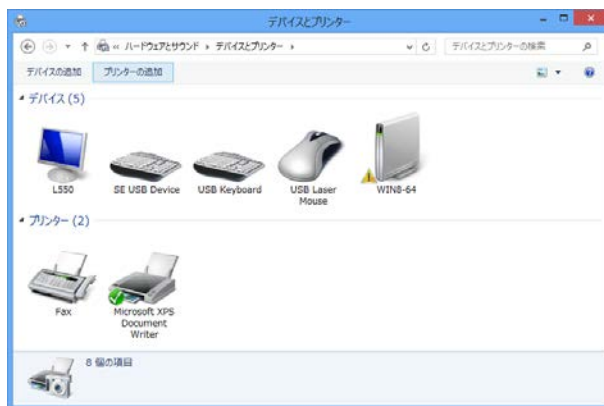 デバイスとプリンター
« ハードウェアとサウンド ▸ デバイスとプリンター ▸
デバイスとプリンターの検索
デバイスの追加 プリンターの追加
デバイス (5)
L550 SE USB Device USB Keyboard USB Laser WIN8-64
Mouse
プリンター (2)
Fax Microsoft XPS
Document
Writer
8 個の項目